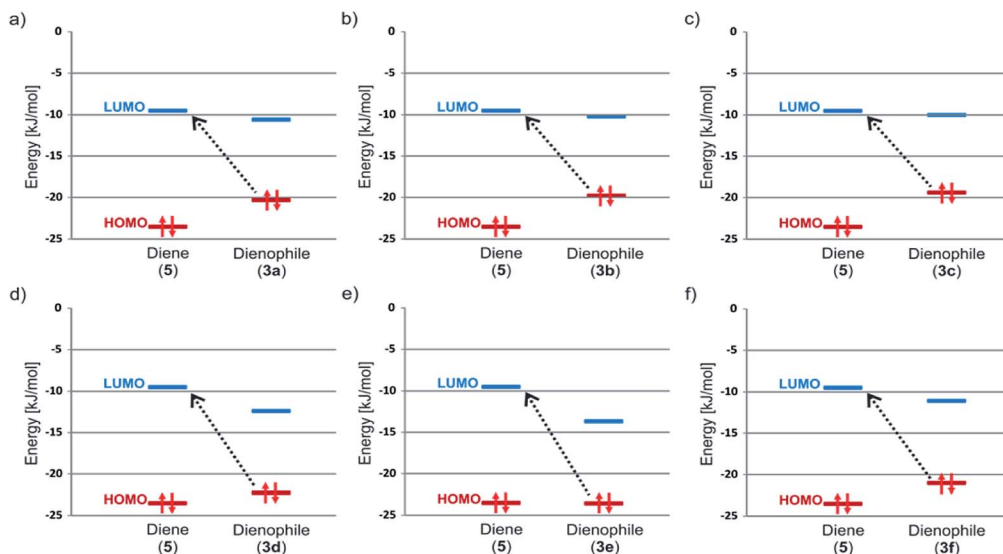 a)
Energy [kJ/mol]
0
-5
-10
-15
-20
-25
LUMO
HOMO
Diene
(5)
Dienophile
(3a)
b)
Energy [kJ/mol]
0
-5
-10
-15
-20
-25
LUMO
HOMO
Diene
(5)
Dienophile
(3b)
c)
Energy [kJ/mol]
0
-5
-10
-15
-20
-25
LUMO
HOMO
Diene
(5)
Dienophile
(3c)
d)
Energy [kJ/mol]
0
-5
-10
-15
-20
-25
LUMO
HOMO
Diene
(5)
Dienophile
(3d)
e)
Energy [kJ/mol]
0
-5
-10
-15
-20
-25
LUMO
HOMO
Diene
(5)
Dienophile
(3e)
f)
Energy [kJ/mol]
0
-5
-10
-15
-20
-25
LUMO
HOMO
Diene
(5)
Dienophile
(3f)